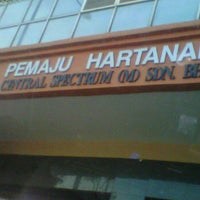 PEMAJU HARTANAH
CENTRAL SPECTRUM (M) SDN. BH